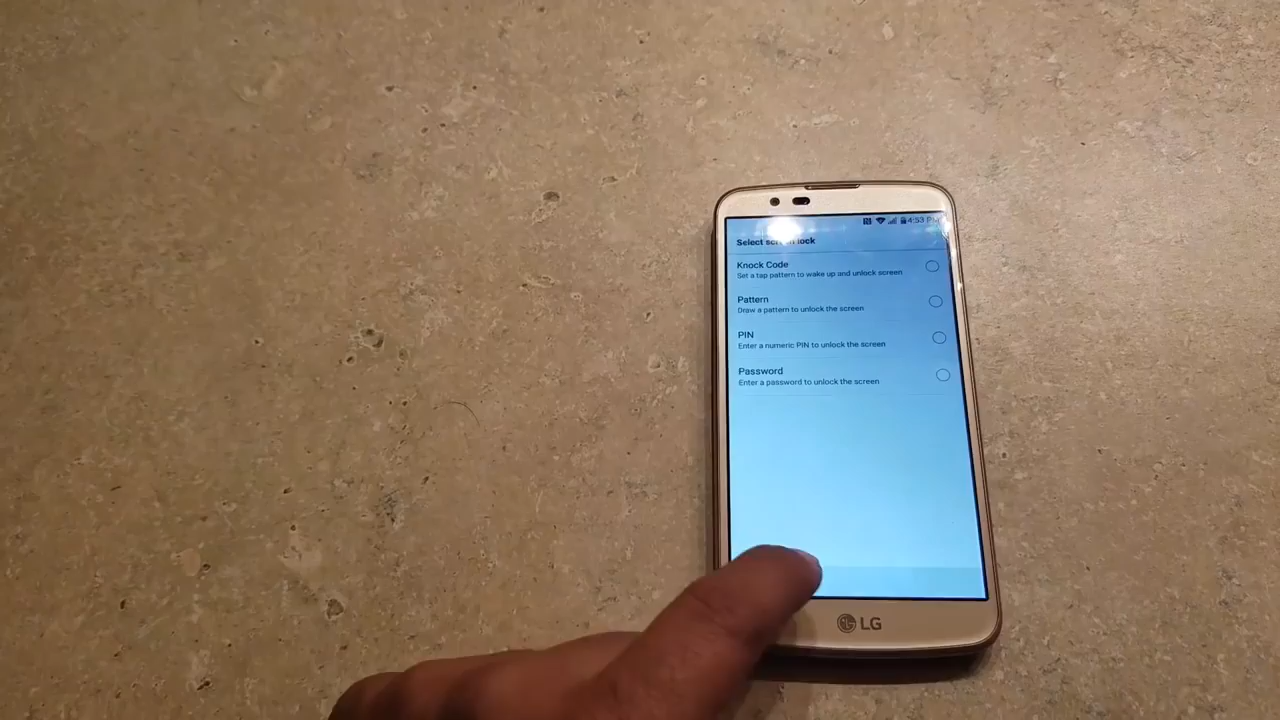 4:53 PM
Select screen lock
Knock Code
Set a tap pattern to wake up and unlock screen
Pattern
Draw a pattern to unlock the screen
PIN
Enter a numeric PIN to unlock the screen
Password
Enter a password to unlock the screen
LG